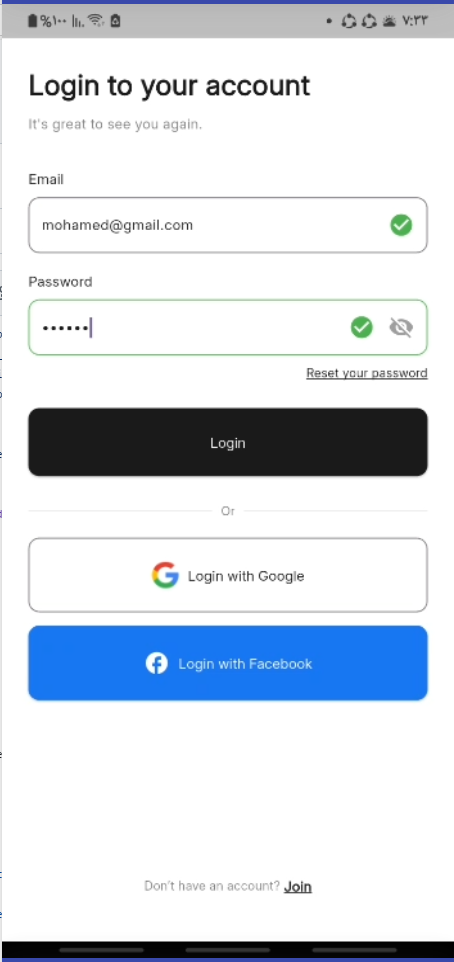 %١٠٠ ٧:٣٣
Login to your account
It's great to see you again.
Email
mohamed@gmail.com
Password
••••••
Reset your password
Login
Or
Login with Google
Login with Facebook
Don't have an account? Join